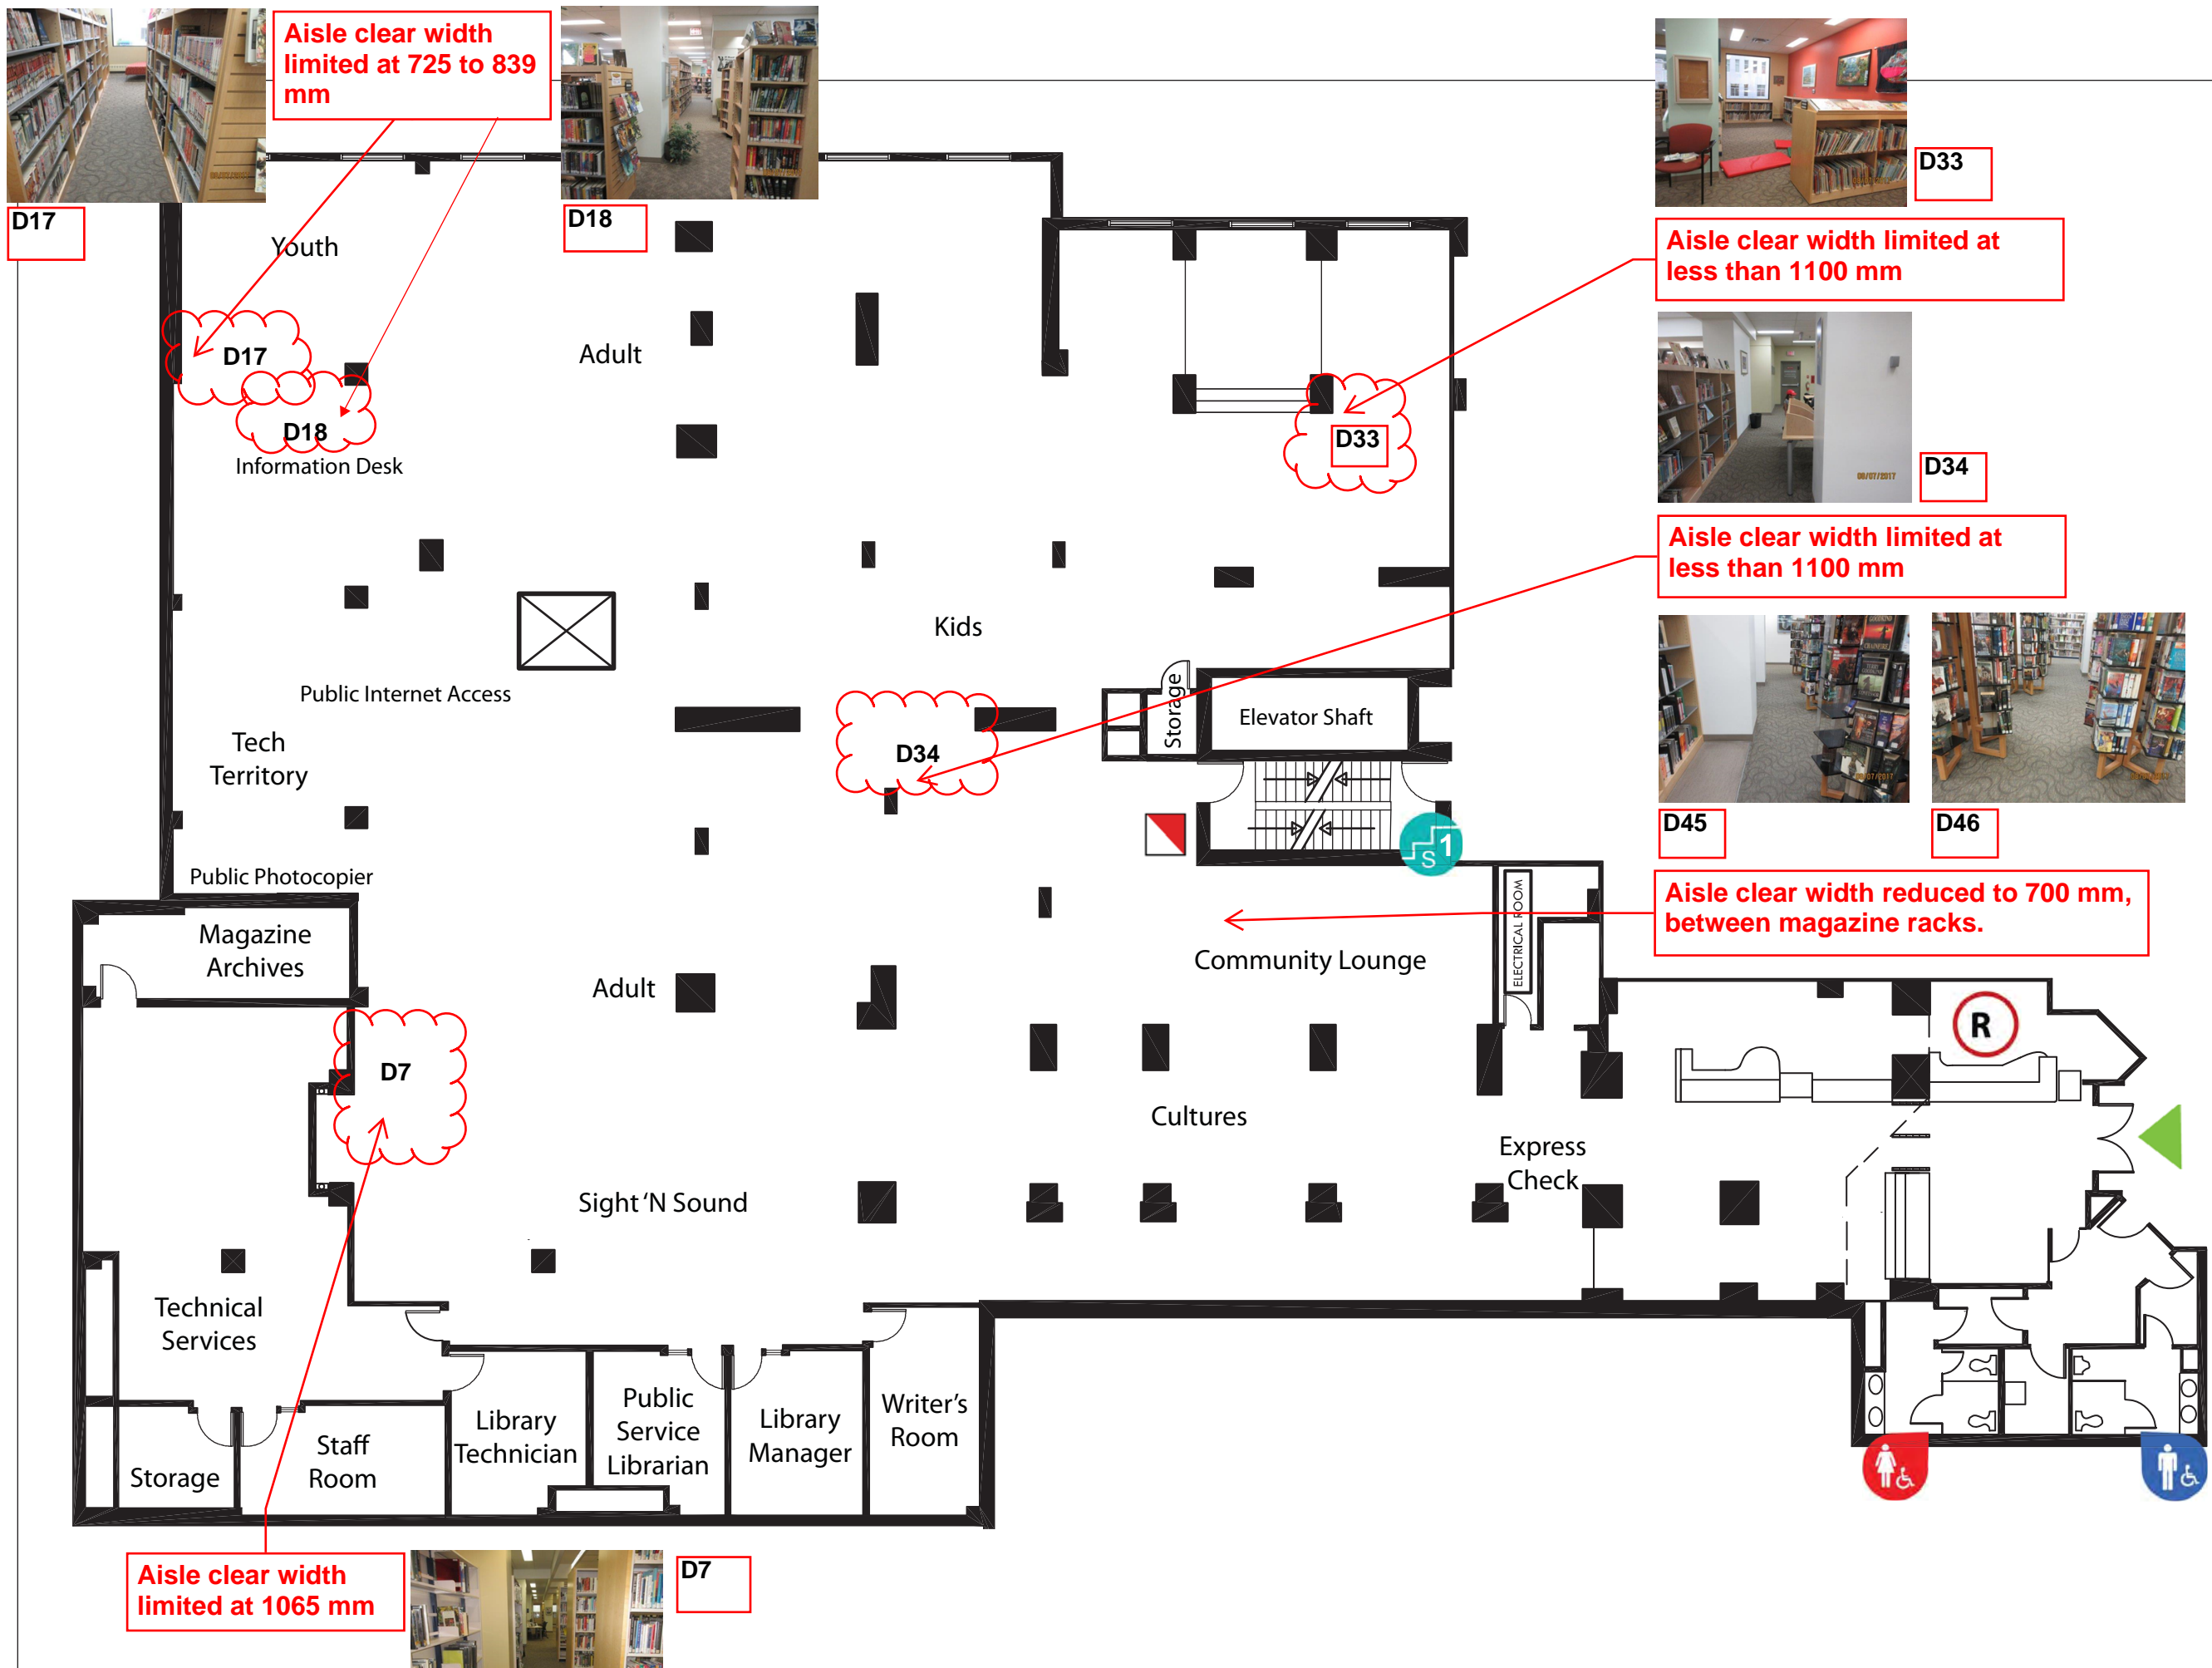 Aisle clear width
limited at 725 to 839
mm
D17
D18
D33
Aisle clear width limited at
less than 1100 mm
Youth
D17
Adult
D18
Information Desk
D33
08/07/2017
D34
Aisle clear width limited at
less than 1100 mm
Kids
Public Internet Access
Storage
Elevator Shaft
Tech
Territory
D34
D45
D46
S1
Public Photocopier
Aisle clear width reduced to 700 mm,
between magazine racks.
Magazine
Archives
ELECTRICAL ROOM
Community Lounge
Adult
R
D7
Cultures
Express
Check
Sight ‘N Sound
Technical
Services
Public
Service
Librarian
Library
Manager
Writer’s
Room
Library
Technician
Staff
Room
Storage
Aisle clear width
limited at 1065 mm
D7